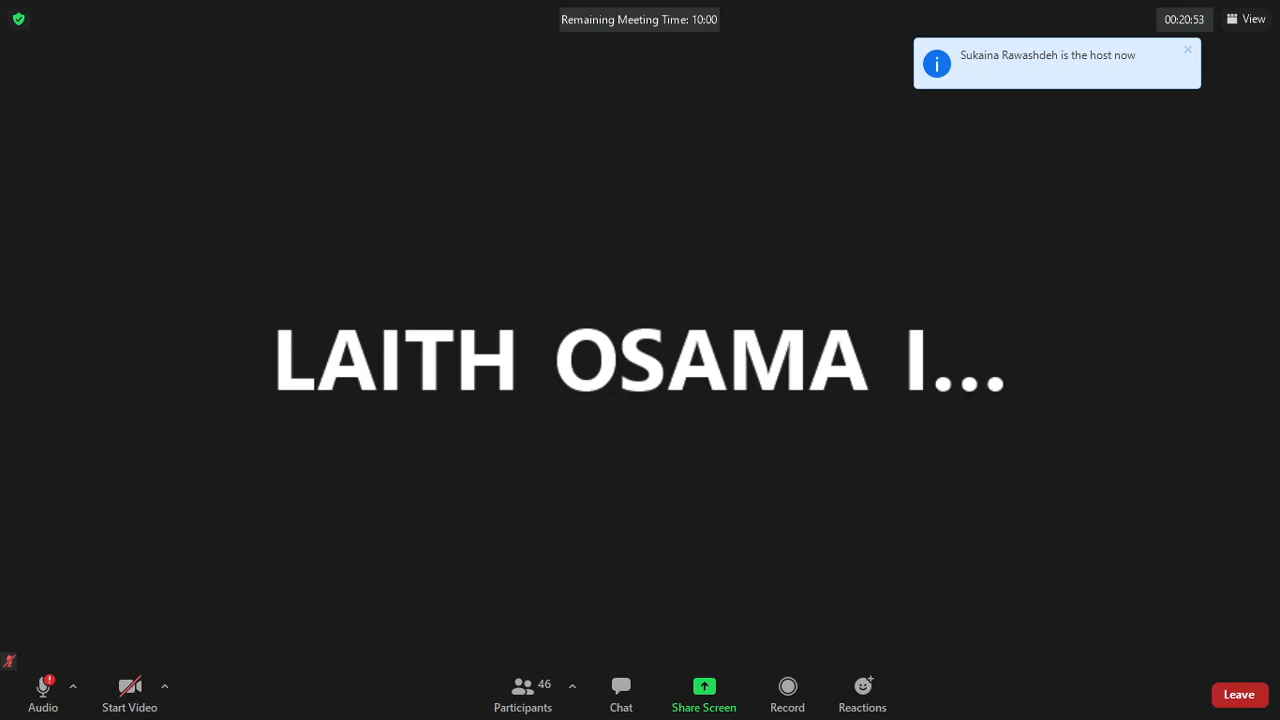 Remaining Meeting Time: 10:00
00:20:53
View
Sukaina Rawashdeh is the host now
LAITH OSAMA I...
Audio
Start Video
46
Participants
Chat
Share Screen
Record
Reactions
Leave